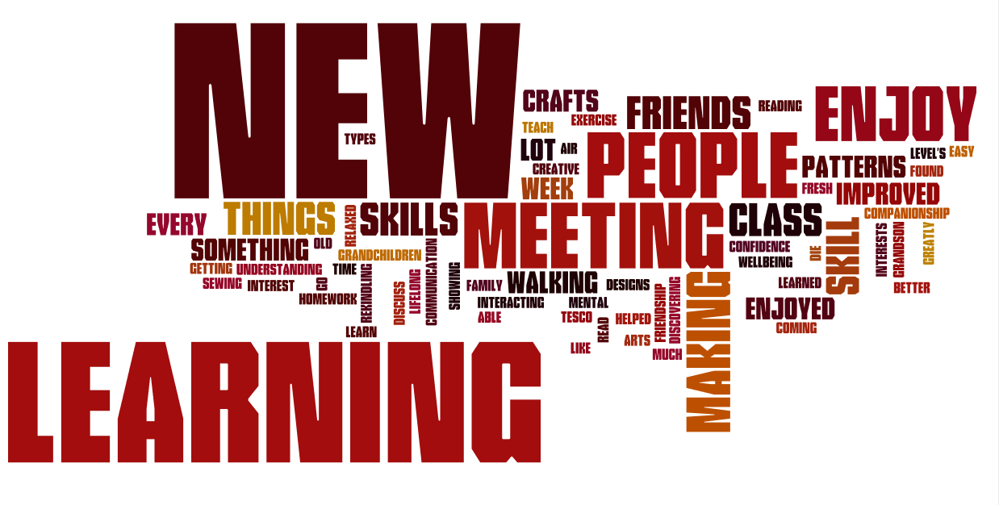 NEW
TYPES
CRAFTS
EXERCISE
TEACH
LOT
AIR
CREATIVE
WEEK
FRIENDS
READING
ENJOY
PEOPLE
LEVEL'S
EASY
PATTERNS
FOUND
FRESH
IMPROVED
COMPANIONSHIP
EVERY
THINGS
RELAXED
SKILLS
MEETING
CLASS
SOMETHING
OLD
GRANDCHILDREN
COMMUNICATION
CONFIDENCE
DIE
SKILL
INTERESTS
GRANDSON
GREATLY
GETTING
UNDERSTANDING
TIME
REKINDLING
LIFELONG
SHOWING
WELLBEING
SEWING
INTEREST
GO
DISCUSS
FAMILY
WALKING
DESIGNS
FRIENDSHIP
DISCOVERING
MAKING
LEARNED
BETTER
HOMEWORK
INTERACTING
MENTAL
ENJOYED
ABLE
TESCO
READ
HELPED
COMING
LEARN
ARTS
LIKE
MUCH
LEARNING